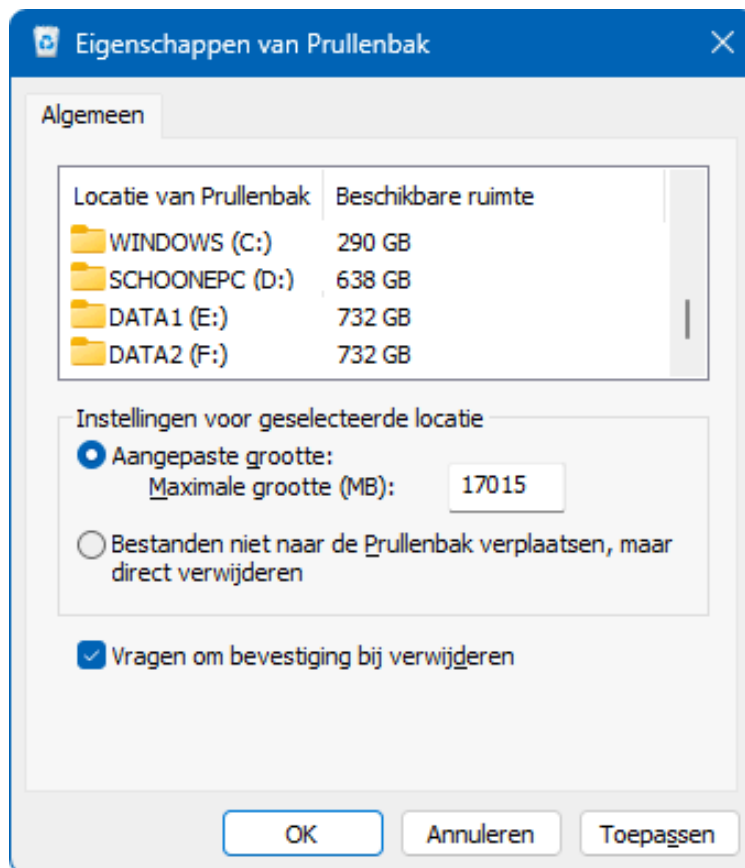 Eigenschappen van Prullenbak
Algemeen
Locatie van Prullenbak Beschikbare ruimte
WINDOWS (C:) 290 GB
SCHOONEPC (D:) 638 GB
DATA1 (E:) 732 GB
DATA2 (F:) 732 GB
Instellingen voor geselecteerde locatie
Aangepaste grootte:
Maximale grootte (MB): 17015
Bestanden niet naar de Prullenbak verplaatsen, maar
direct verwijderen
Vragen om bevestiging bij verwijderen
OK Annuleren Toepassen